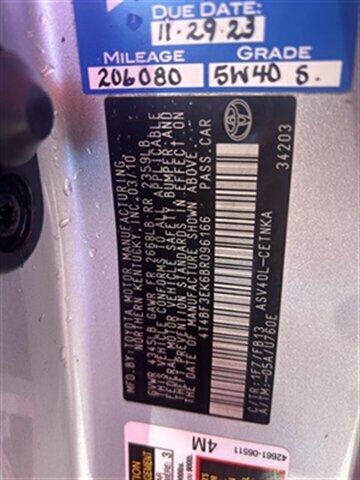 DUE DATE:
11-29-23
MILEAGE GRADE
206080 5W40 S.
MFD. BY: TOYOTA MOTOR MANUFACTURING,
NORTHERN KENTUCKY, INC. 03/10
GVWR 4345LB GAWR FR 2668LB RR 2359LB
THIS VEHICLE CONFORMS TO ALL APPLICABLE
FEDERAL MOTOR VEHICLE SAFETY, BUMPER, AND
THEFT PREVENTION STANDARDS IN EFFECT ON
THE DATE OF MANUFACTURE SHOWN ABOVE.
4T4BF3EK6BR096166 PASS. CAR
C/TR: 1F7/FB13 ASV40L-CETNKA
A/TM: -05A/U760E 34203
42661-06511
4M